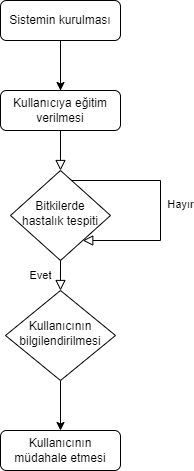 Sistemin kurulması
Kullanıcıya eğitim
verilmesi
Bitkilerde
hastalık tespiti
Hayır
Evet
Kullanıcının
bilgilendirilmesi
Kullanıcının
müdahale etmesi